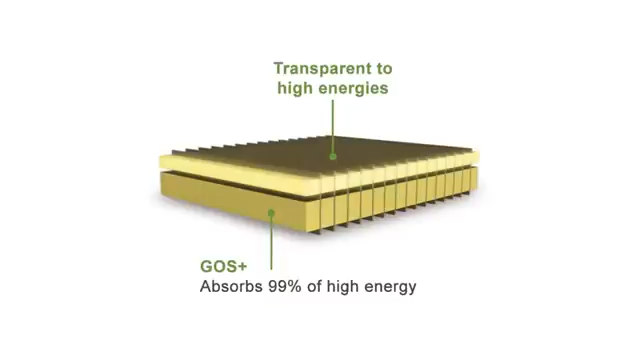 Transparent to
high energies
GOS+
Absorbs 99% of high energy